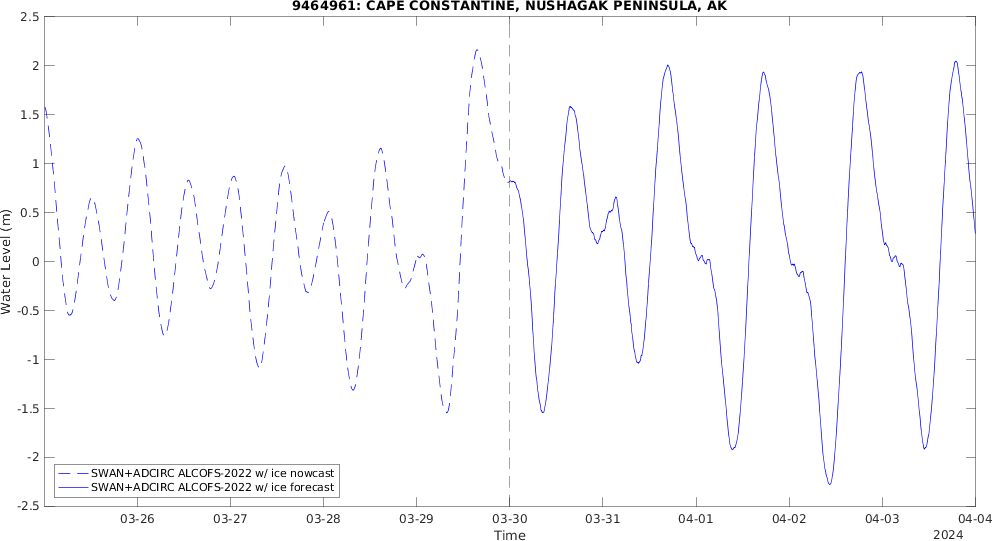 9464961: CAPE CONSTANTINE, NUSHAGAK PENINSULA, AK
2.5
2
1.5
1
0.5
0
-0.5
-1
-1.5
-2
-2.5
Water Level (m)
SWAN+ADCIRC ALCOFS-2022 w/ ice nowcast
SWAN+ADCIRC ALCOFS-2022 w/ ice forecast
03-26 03-27 03-28 03-29 03-30 03-31 04-01 04-02 04-03 04-04
Time
2024